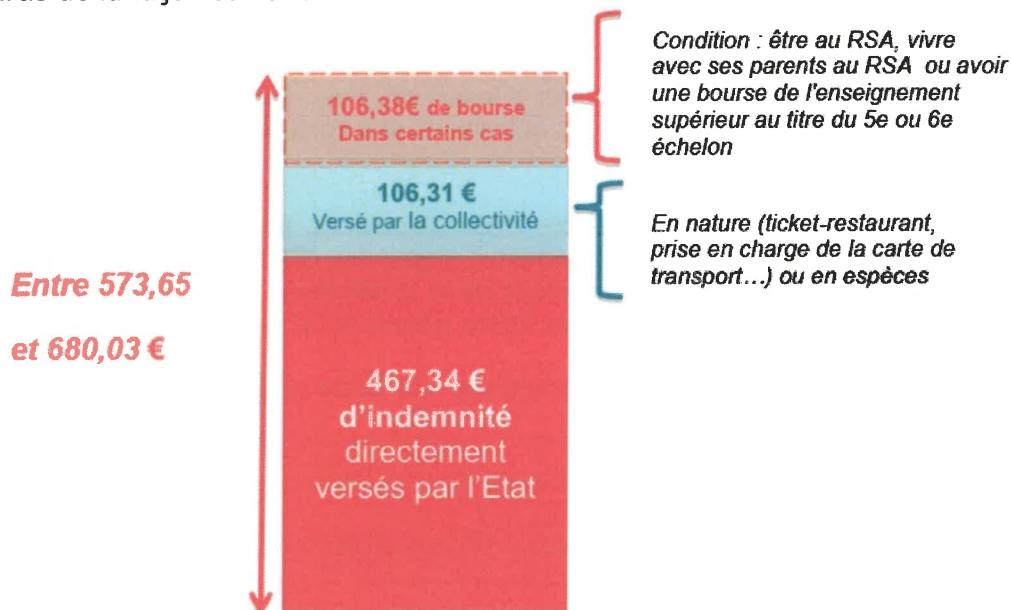 Condition : être au RSA, vivre
avec ses parents au RSA ou avoir
une bourse de l'enseignement
supérieur au titre du 5e ou 6e
échelon
106,38€ de bourse
Dans certains cas
106,31 €
Versé par la collectivité
En nature (ticket-restaurant,
prise en charge de la carte de
transport...) ou en espèces
Entre 573,65
et 680,03 €
467,34 €
d'indemnité
directement
versés par l'Etat